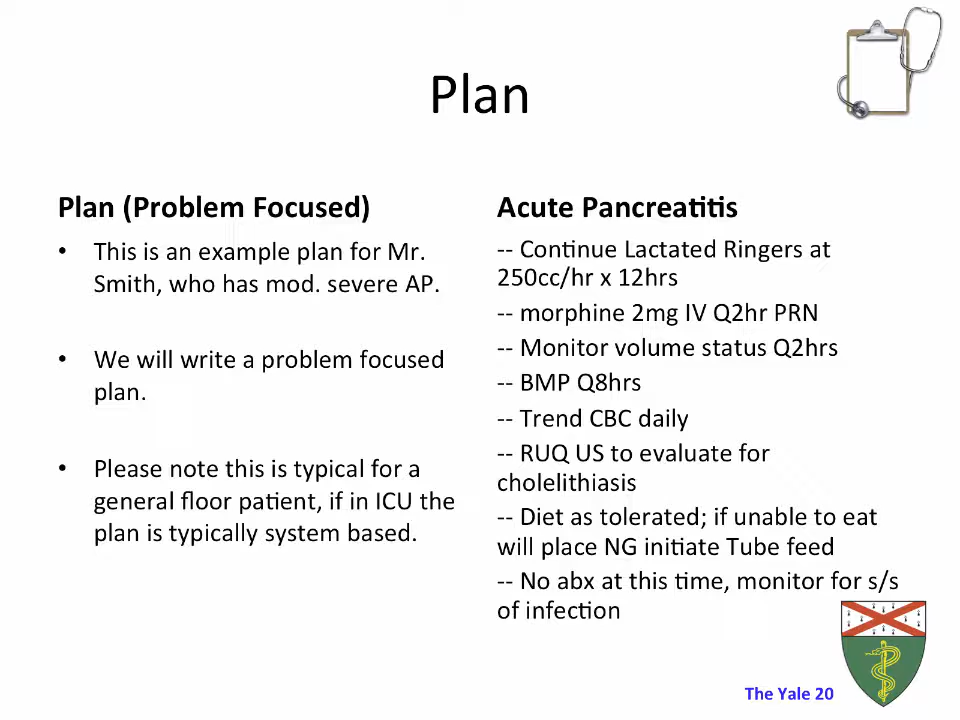 Plan
Plan (Problem Focused)
• This is an example plan for Mr.
Smith, who has mod. severe AP.
• We will write a problem focused
plan.
• Please note this is typical for a
general floor patient, if in ICU the
plan is typically system based.
Acute Pancreatitis
-- Continue Lactated Ringers at
250cc/hr x 12hrs
-- morphine 2mg IV Q2hr PRN
-- Monitor volume status Q2hrs
-- BMP Q8hrs
-- Trend CBC daily
-- RUQ US to evaluate for
cholelithiasis
-- Diet as tolerated; if unable to eat
will place NG initiate Tube feed
-- No abx at this time, monitor for s/s
of infection
The Yale 20